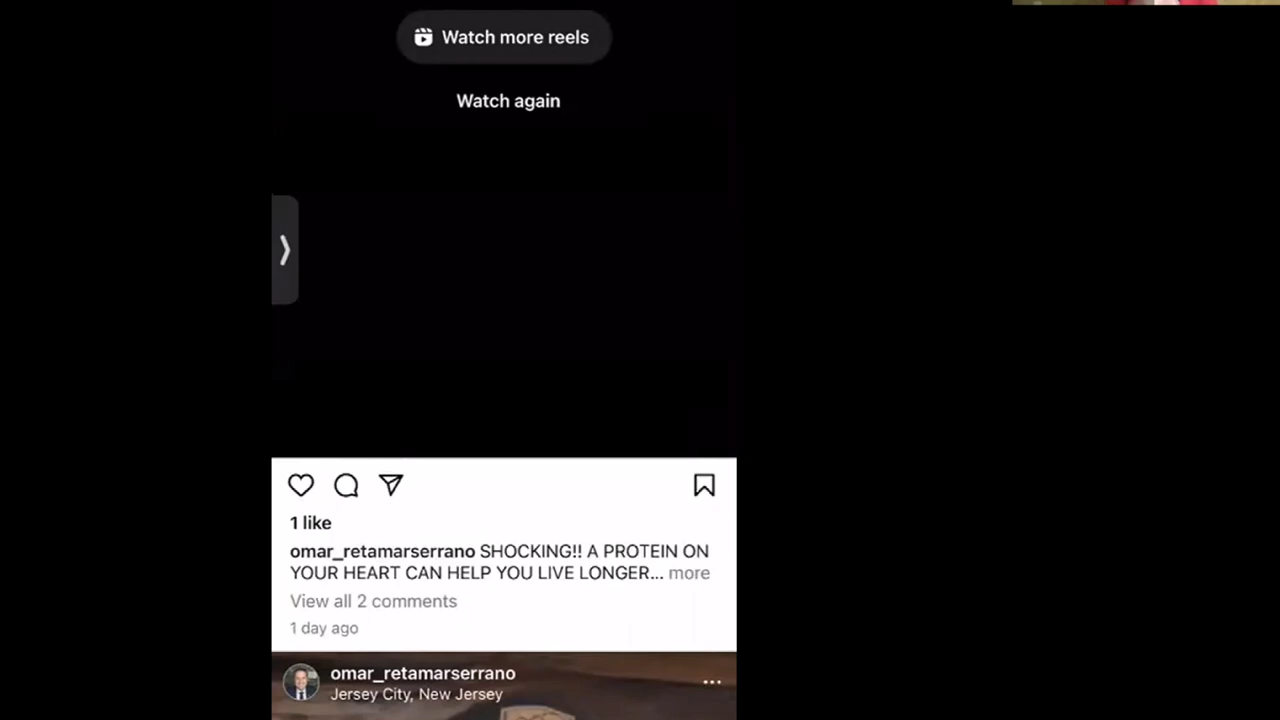 Watch more reels
Watch again
1 like
omar_retamarserrano SHOCKING!! A PROTEIN ON
YOUR HEART CAN HELP YOU LIVE LONGER... more
View all 2 comments
1 day ago
omar_retamarserrano
Jersey City, New Jersey